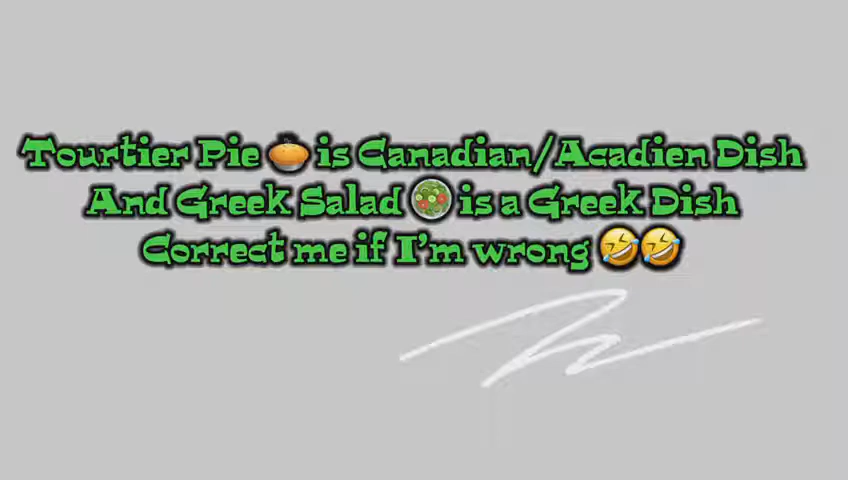 Tourtier Pie 🥧 is Canadian/Acadien Dish
And Greek Salad 🥗 is a Greek Dish
Correct me if I'm wrong 🤣🤣